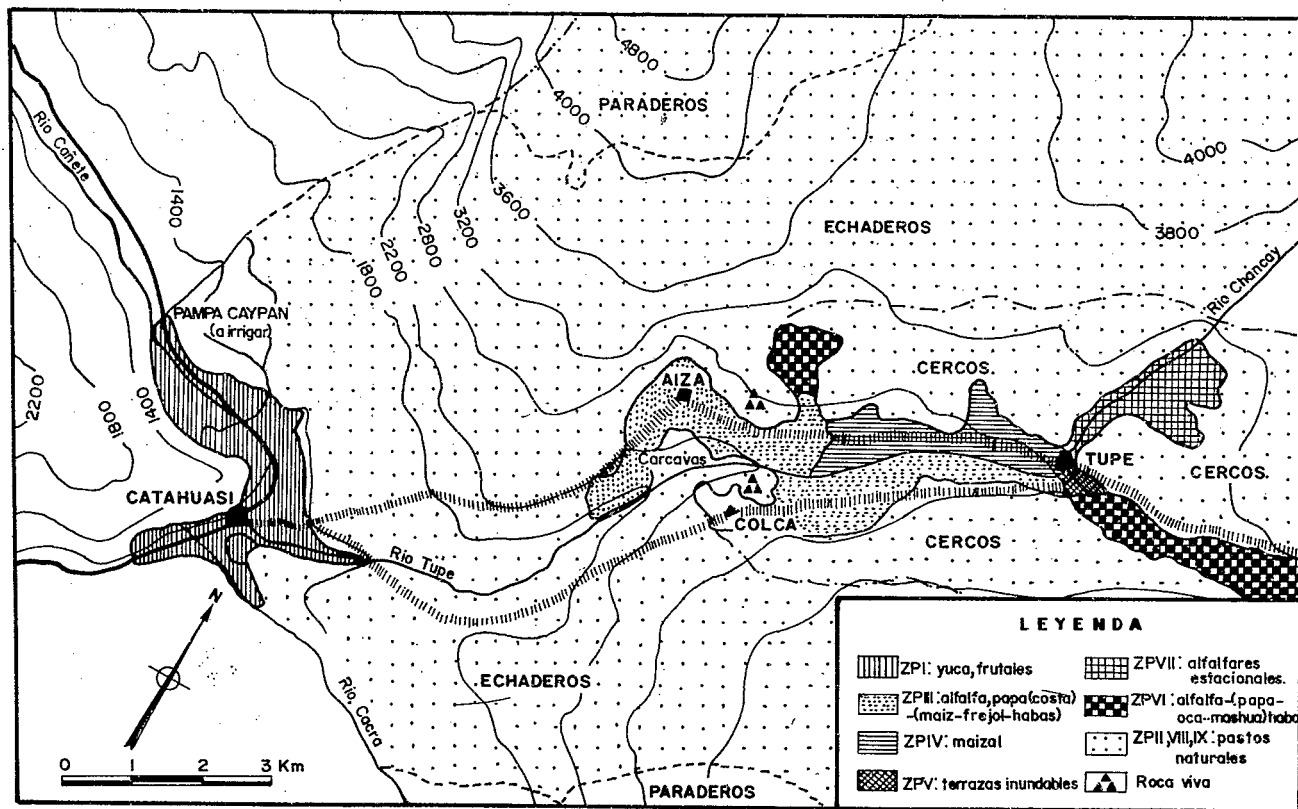 4800
4000
PARADEROS
Rio Cañete
4000
1400
3600
3200
2800
2200
1800
ECHADEROS
3800
Rio Chancay
PAMPA CAYPAN
(a irrigar)
2200
1800
1400
AIZA
CERCOS.
Carcavas
TUPE
CERCOS.
CATAHUASI
COLCA
CERCOS
Rio Tupe
N
ECHADEROS
Rio Cacra
0 1 2 3 Km
PARADEROS
LEYENDA
ZPI: yuca, frutales
ZPIII: alfalfa, papa (costa)
-(maiz-frejol-habas)
ZPIV: maizal
ZPV: terrazas inundables
ZPVII: alfalfares
estacionales.
ZPVI: alfalfa-(papa-
oca-mashua) haba
ZPII, VIII, IX: pastos
naturales
Roca viva